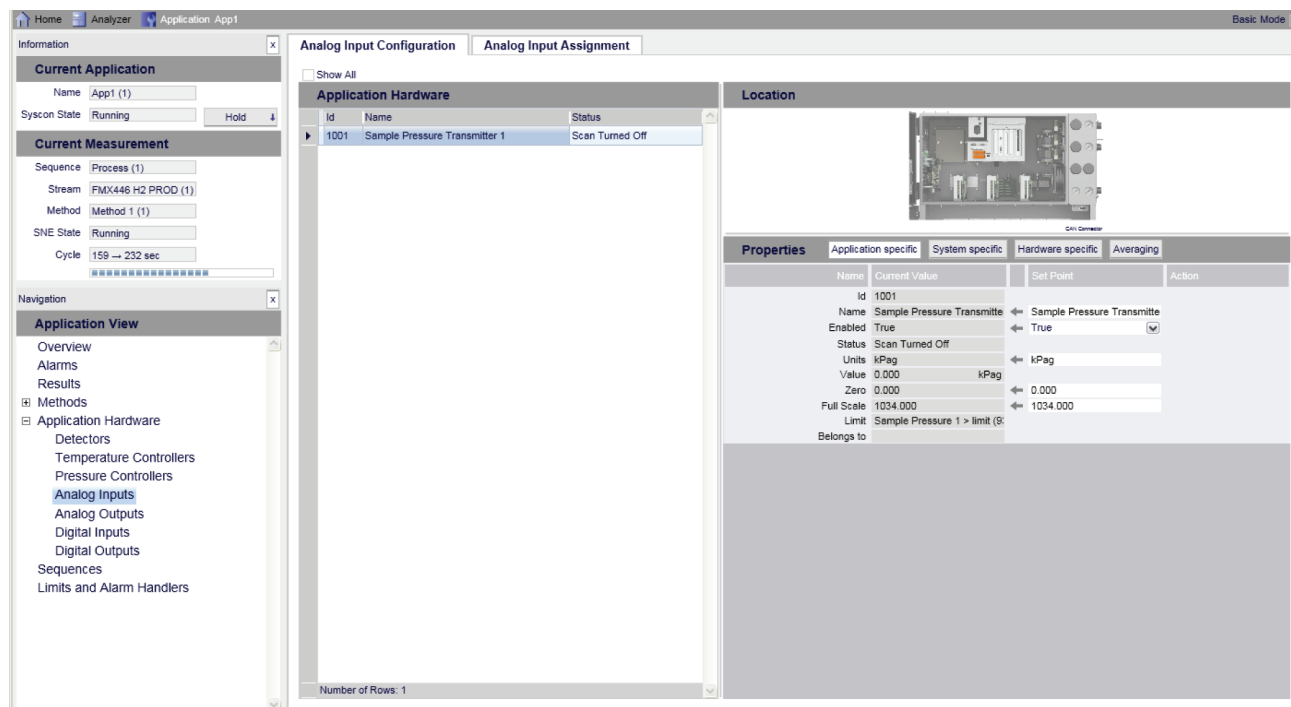 Home Analyzer Application App1 Basic Mode
Information x
Current Application
Name App1 (1)
Syscon State Running Hold
Current Measurement
Sequence Process (1)
Stream FMX446 H2 PROD (1)
Method Method 1 (1)
SNE State Running
Cycle 159 → 232 sec
Navigation x
Application View
Overview
Alarms
Results
Methods
Application Hardware
Detectors
Temperature Controllers
Pressure Controllers
Analog Inputs
Analog Outputs
Digital Inputs
Digital Outputs
Sequences
Limits and Alarm Handlers
Analog Input Configuration Analog Input Assignment
Show All
Application Hardware
Id Name Status
1001 Sample Pressure Transmitter 1 Scan Turned Off
Number of Rows: 1
Location
CAN Connector
Properties Application specific System specific Hardware specific Averaging
Name Current Value Set Point Action
Id 1001
Name Sample Pressure Transmitte Sample Pressure Transmitte
Enabled True True
Status Scan Turned Off
Units kPag kPag
Value 0.000 kPag
Zero 0.000 0.000
Full Scale 1034.000 1034.000
Limit Sample Pressure 1 > limit (9
Belongs to